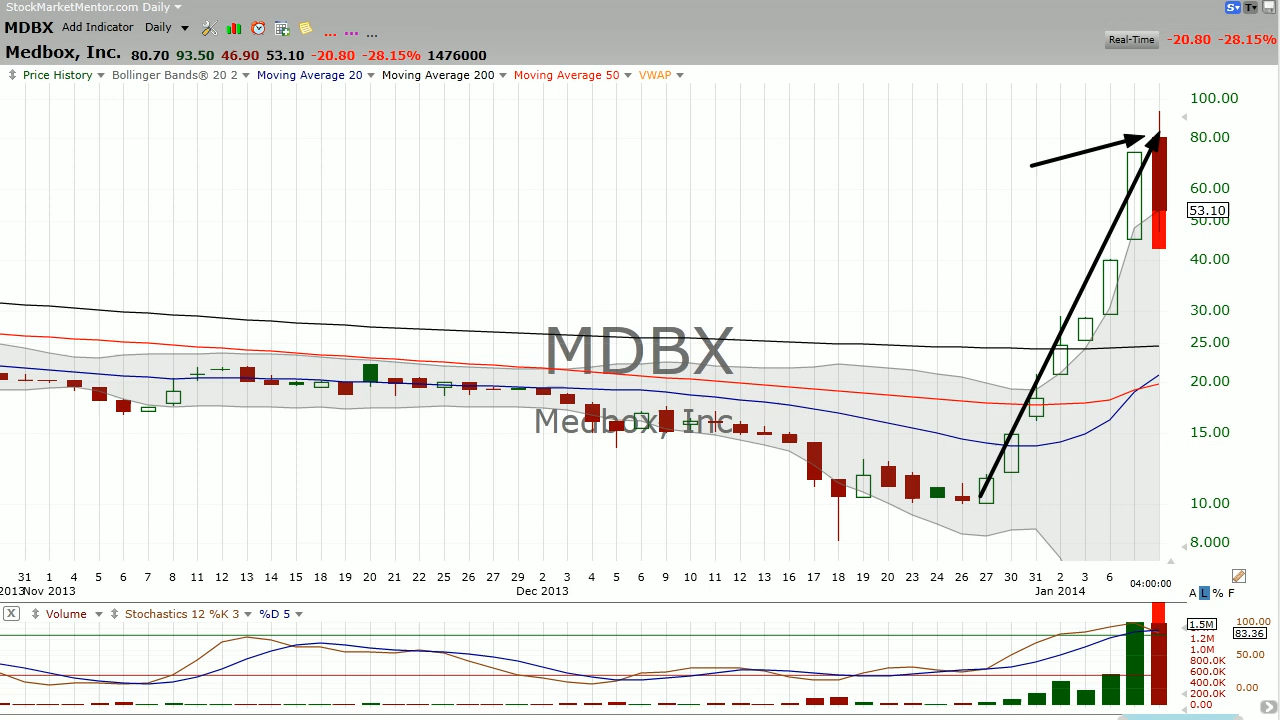 StockMarketMentor.com Daily
S T
MDBX Add Indicator Daily
Medbox, Inc. 80.70 93.50 46.90 53.10 -20.80 -28.15% 1476000
Real-Time -20.80 -28.15%
Price History Bollinger Bands® 20 2 Moving Average 20 Moving Average 200 Moving Average 50 VWAP
100.00
80.00
60.00
53.10
50.00
40.00
30.00
25.00
20.00
15.00
10.00
8.000
MDBX
Medbox, Inc
31 1 4 5 6 7 8 11 12 13 14 15 18 19 20 21 22 25 26 27 29 2 3 4 5 6 9 10 11 12 13 16 17 18 19 20 23 24 26 27 30 31 2 3 6 04:00:00
2013 Nov 2013 Dec 2013 Jan 2014
A L % F
X Volume Stochastics 12 %K 3 %D 5
1.5M 100.00
83.36
1.2M
1.0M 50.00
800.0K
600.0K
400.0K 0.00
200.0K
0.00